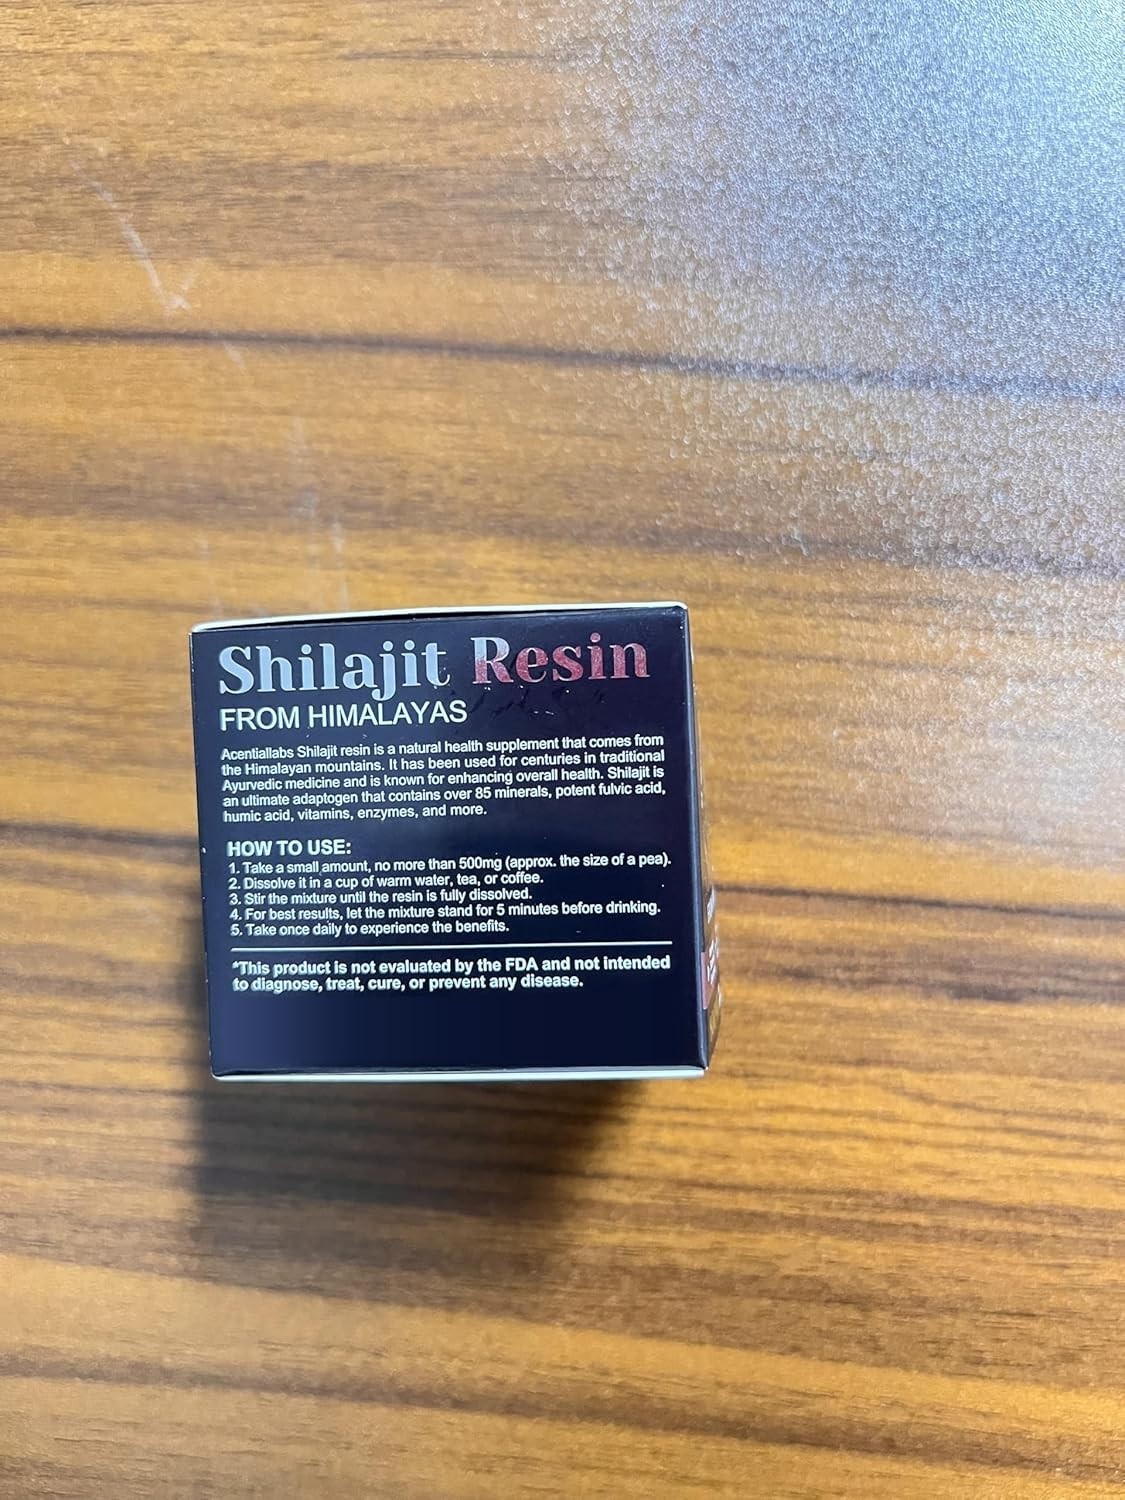 Shilajit Resin
FROM HIMALAYAS
Acentiallabs Shilajit resin is a natural health supplement that comes from
the Himalayan mountains. It has been used for centuries in traditional
Ayurvedic medicine and is known for enhancing overall health. Shilajit is
an ultimate adaptogen that contains over 85 minerals, potent fulvic acid,
humic acid, vitamins, enzymes, and more.
HOW TO USE:
1. Take a small amount, no more than 500mg (approx. the size of a pea).
2. Dissolve it in a cup of warm water, tea, or coffee.
3. Stir the mixture until the resin is fully dissolved.
4. For best results, let the mixture stand for 5 minutes before drinking.
5. Take once daily to experience the benefits.
*This product is not evaluated by the FDA and not intended
to diagnose, treat, cure, or prevent any disease.